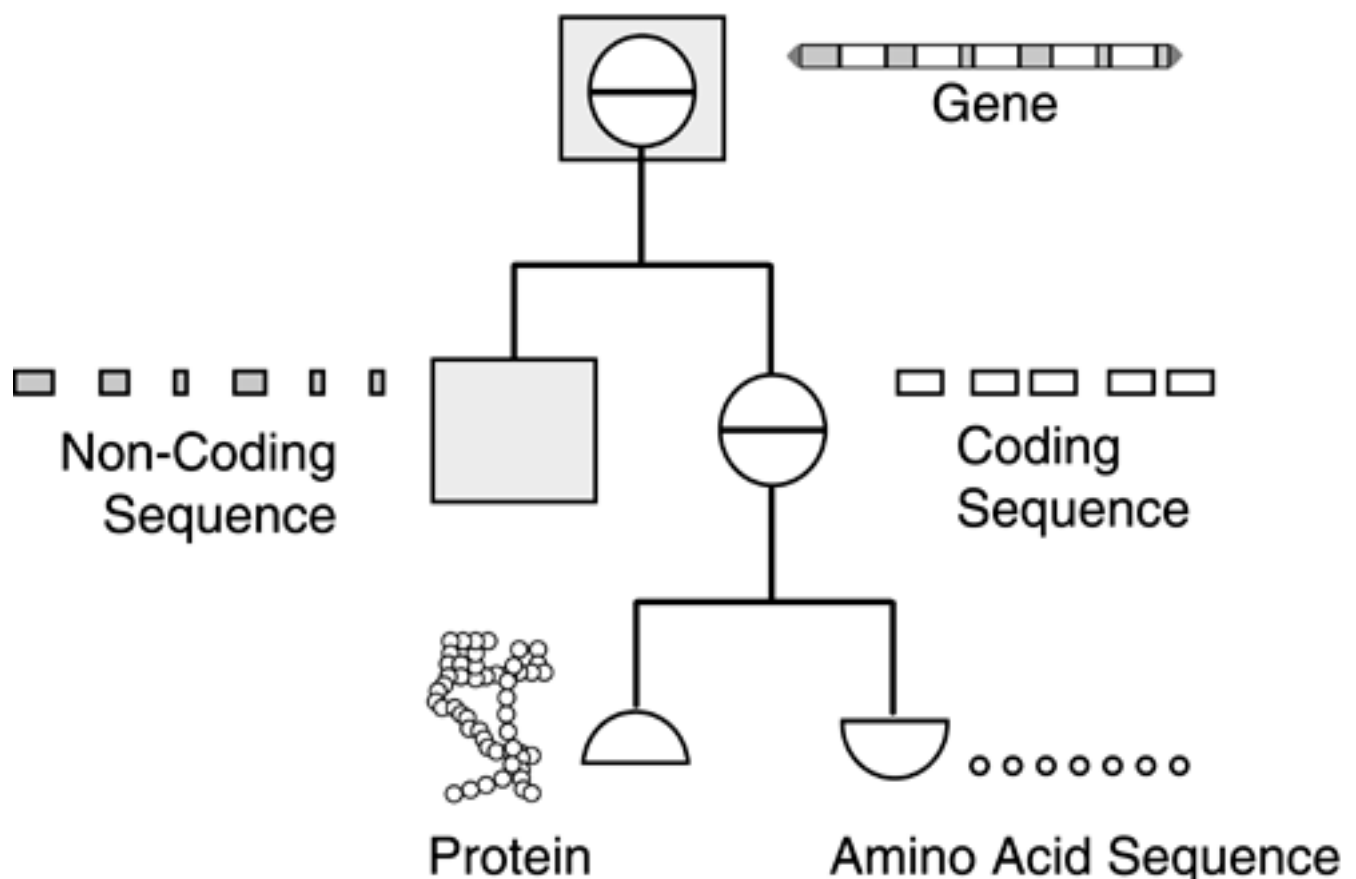 Gene
Non-Coding
Sequence
Coding
Sequence
Protein
Amino Acid Sequence